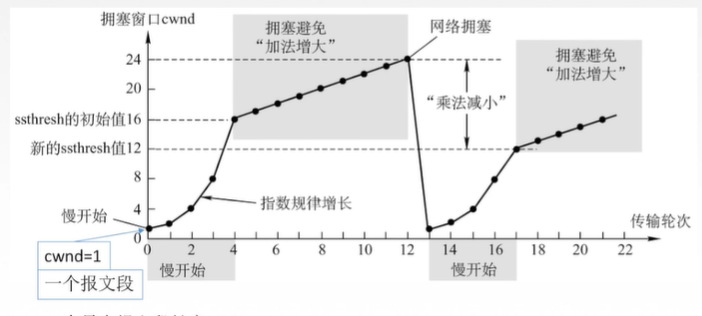 拥塞窗口cwnd
拥塞避免
“加法增大”
网络拥塞
24
20
ssthresh的初始值16
新的ssthresh值12
8
4
0
“乘法减小”
拥塞避免
“加法增大”
指数规律增长
慢开始
传输轮次
0 2 4 6 8 10 12 14 16 18 20 22
cwnd=1
一个报文段
慢开始
慢开始